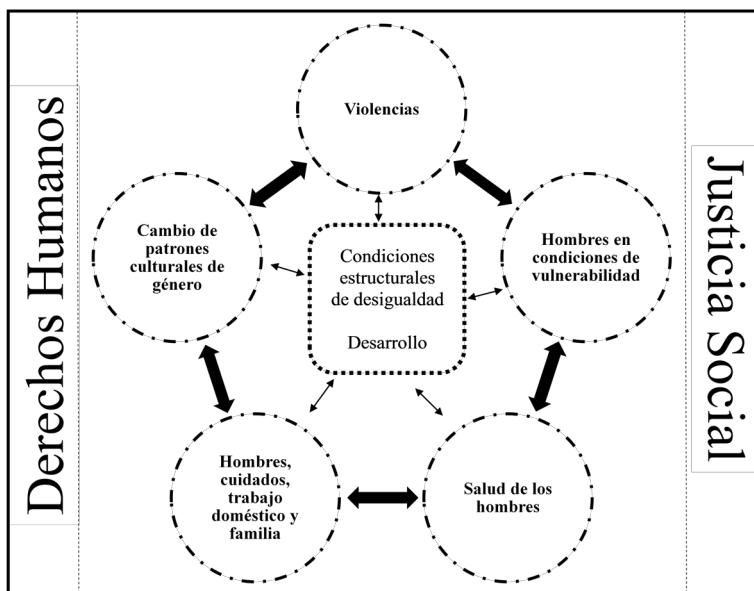 Derechos Humanos
Violencias
Cambio de
patrones
culturales de
género
Condiciones
estructurales
de desigualdad
Desarrollo
Hombres en
condiciones de
vulnerabilidad
Hombres,
cuidados,
trabajo
doméstico y
familia
Salud de los
hombres
Justicia Social